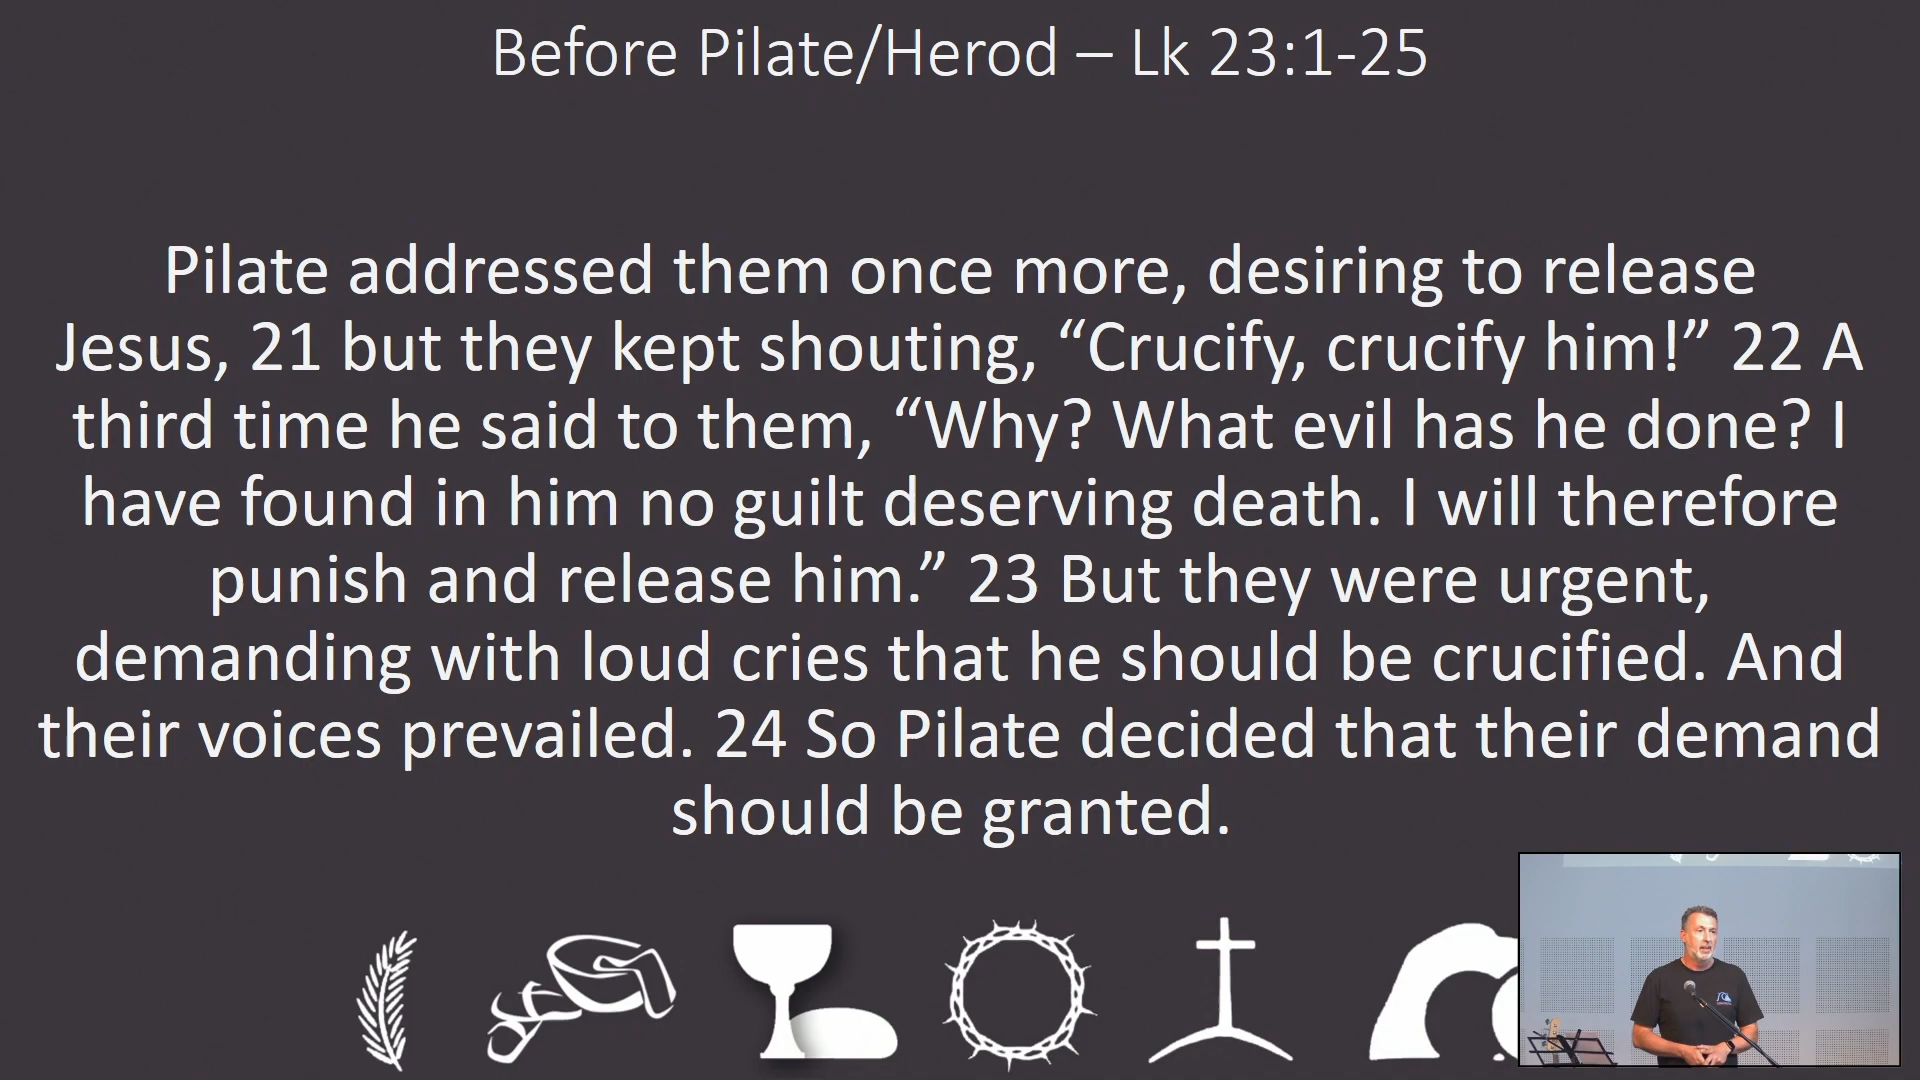 Before Pilate/Herod – Lk 23:1-25
Pilate addressed them once more, desiring to release
Jesus, 21 but they kept shouting, “Crucify, crucify him!” 22 A
third time he said to them, “Why? What evil has he done? I
have found in him no guilt deserving death. I will therefore
punish and release him.” 23 But they were urgent,
demanding with loud cries that he should be crucified. And
their voices prevailed. 24 So Pilate decided that their demand
should be granted.